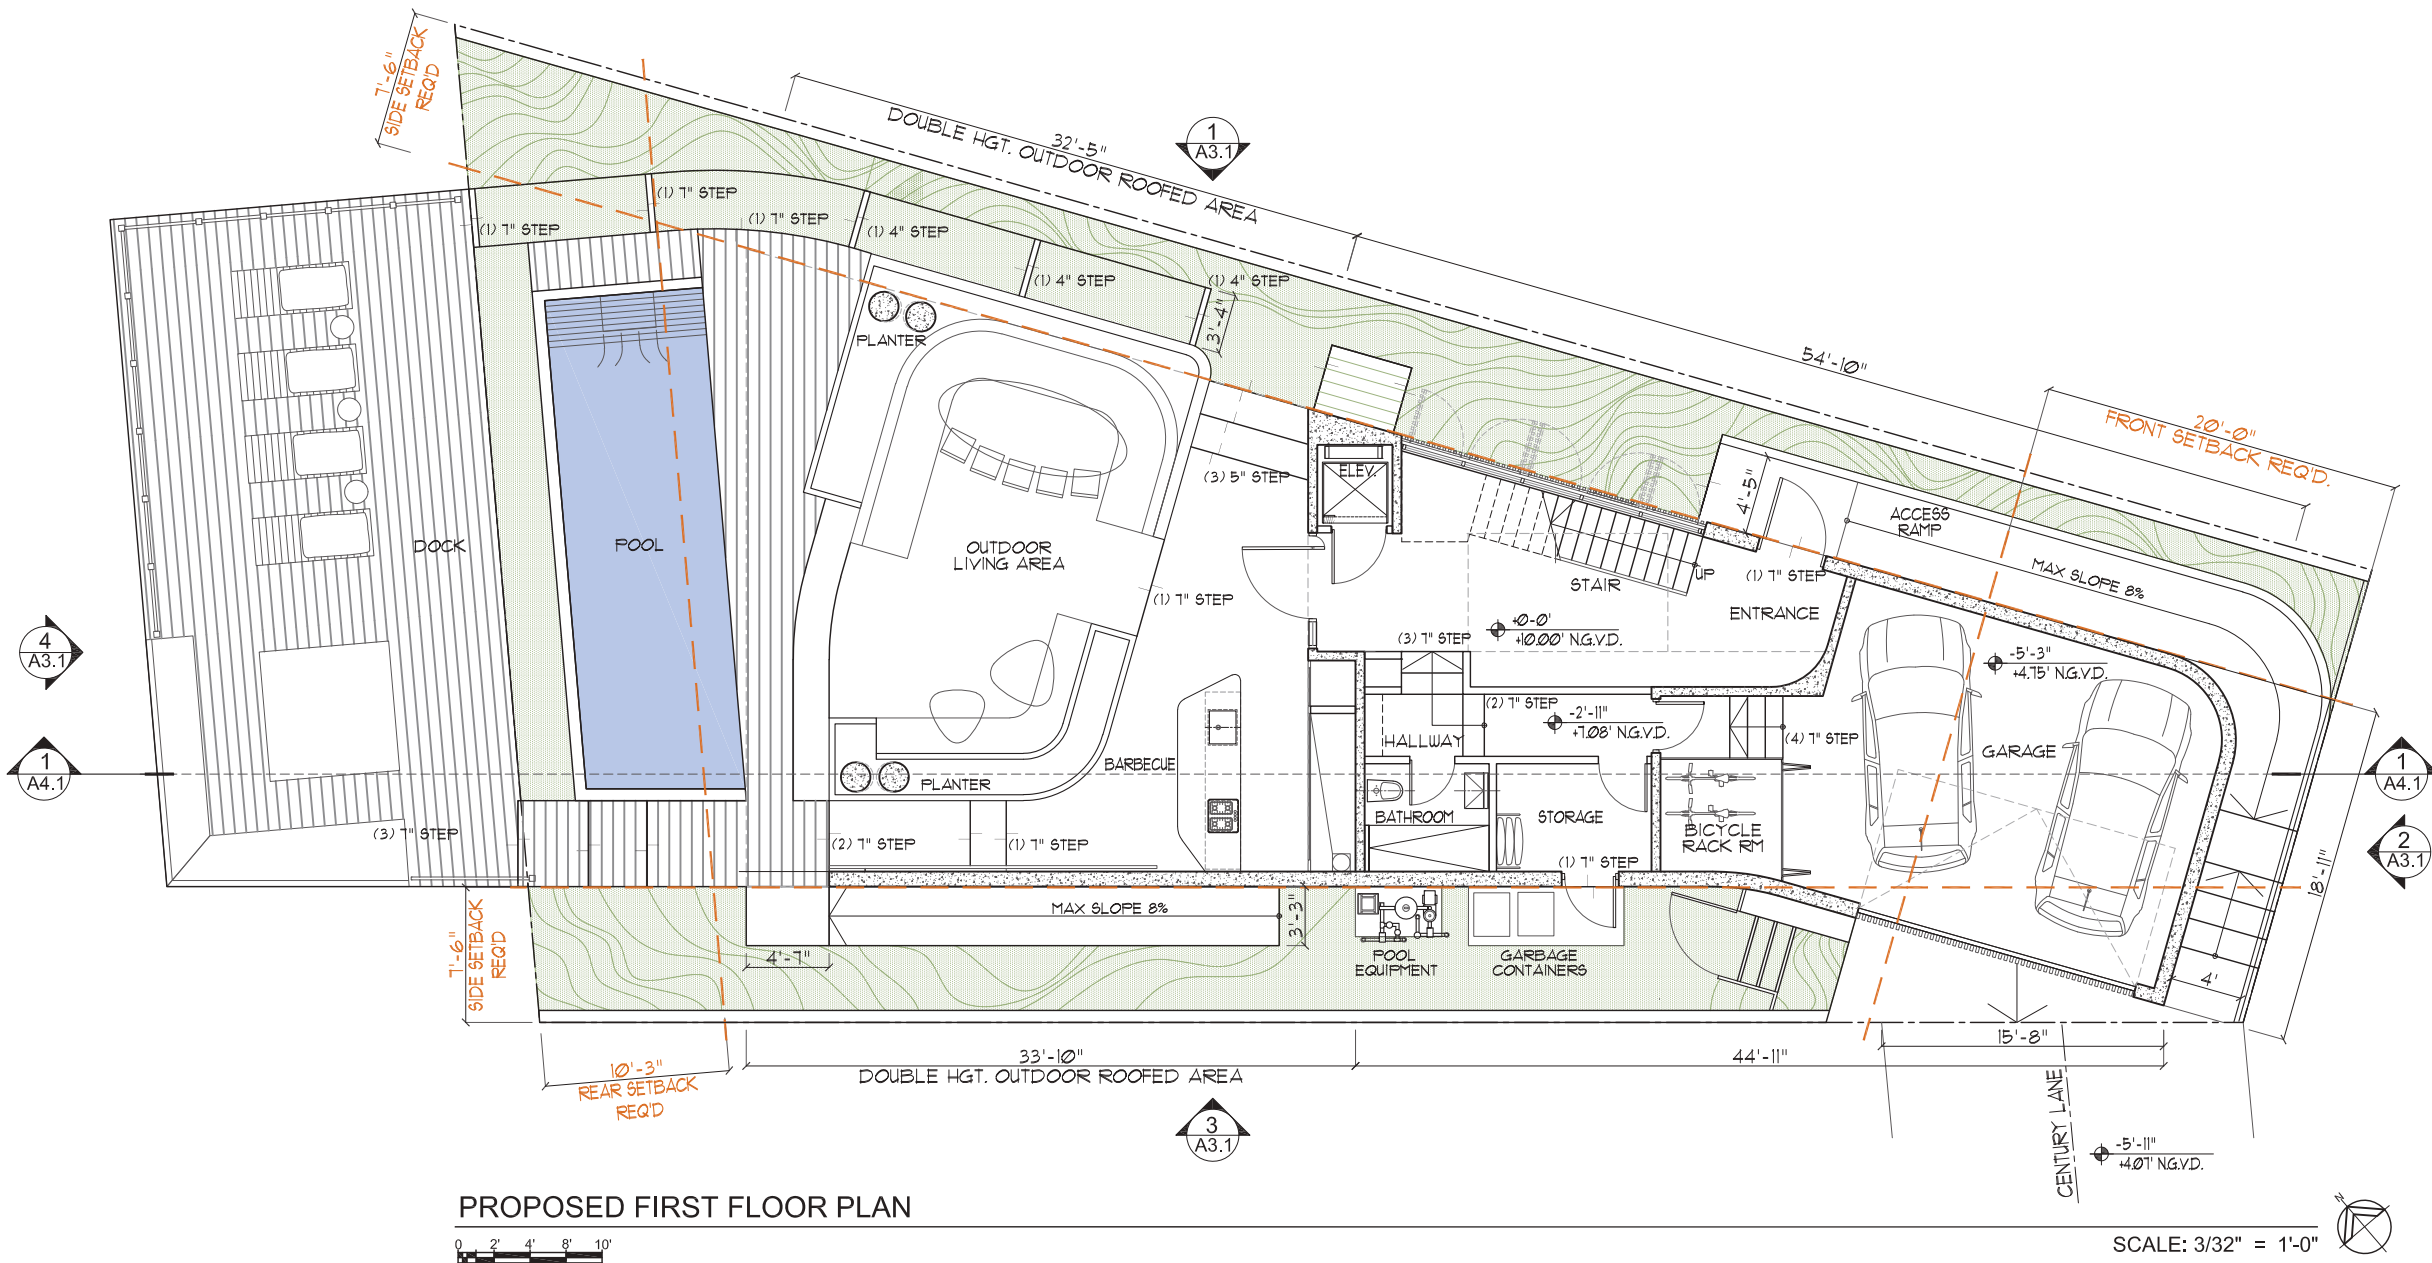 7'-6"
SIDE SETBACK
REQ'D
32'-5"
DOUBLE HGT. OUTDOOR ROOFED AREA
1
A3.1
54'-10"
20'-0"
FRONT SETBACK REQ'D.
(1) 7" STEP
(1) 7" STEP
(1) 7" STEP
(1) 4" STEP
(1) 4" STEP
(1) 4" STEP
3'-4"
PLANTER
(3) 5" STEP
ELEV.
4'-5"
ACCESS
RAMP
MAX SLOPE 8%
DOCK
POOL
OUTDOOR
LIVING AREA
STAIR
UP
(1) 7" STEP
(1) 7" STEP
ENTRANCE
+0-0'
+10.00' N.G.V.D.
(3) 7" STEP
-5'-3"
+4.75' N.G.V.D.
4
A3.1
(2) 7" STEP
-2'-11"
+7.08' N.G.V.D.
HALLWAY
(4) 7" STEP
GARAGE
1
A4.1
BARBECUE
PLANTER
1
A4.1
BATHROOM
STORAGE
BICYCLE
RACK RM
(3) 7" STEP
(2) 7" STEP
(1) 7" STEP
(1) 7" STEP
2
A3.1
18'-11"
MAX SLOPE 8%
3'-3"
7'-6"
SIDE SETBACK
REQ'D
4'-7"
POOL
EQUIPMENT
GARBAGE
CONTAINERS
4'
10'-3"
REAR SETBACK
REQ'D
33'-10"
DOUBLE HGT. OUTDOOR ROOFED AREA
44'-11"
15'-8"
CENTURY LANE
3
A3.1
-5'-11"
+4.07' N.G.V.D.
PROPOSED FIRST FLOOR PLAN
0 2' 4' 8' 10'
SCALE: 3/32" = 1'-0"
N